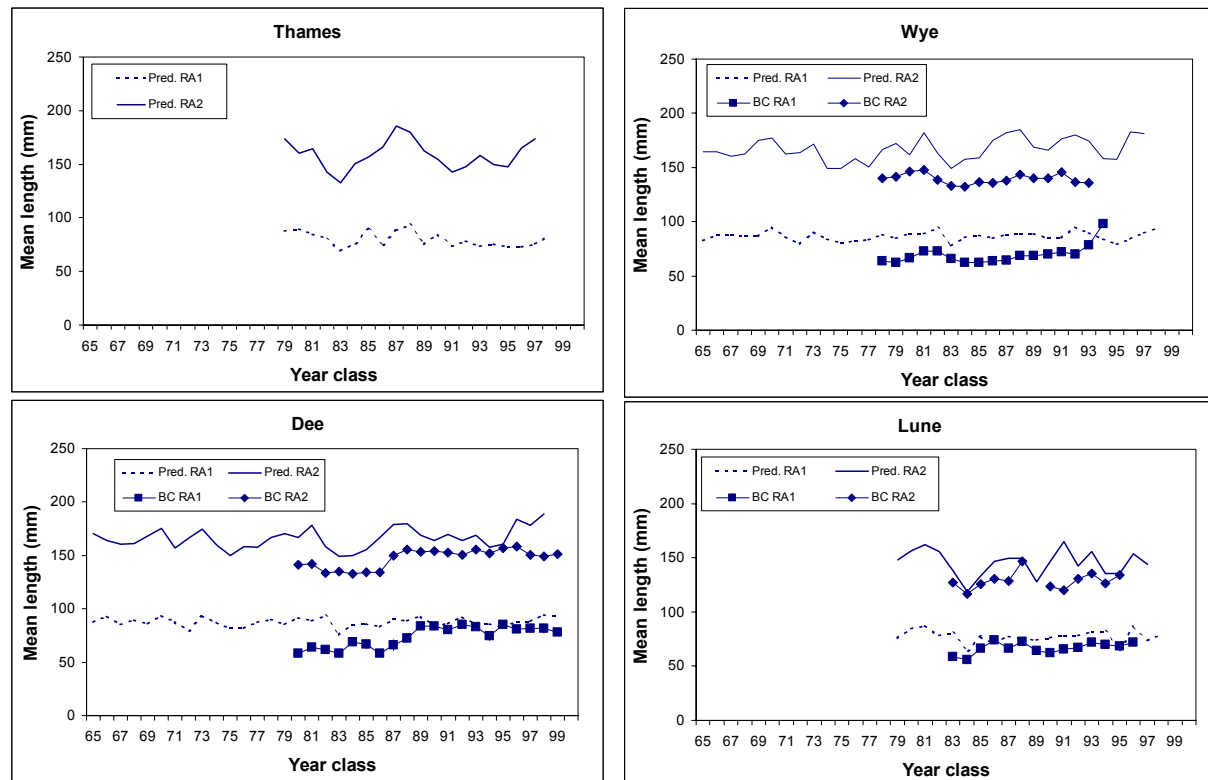 Thames
250
200
150
100
50
0
Mean length (mm)
Pred. RA1
Pred. RA2
65 67 69 71 73 75 77 79 81 83 85 87 89 91 93 95 97 99
Year class
Wye
250
200
150
100
50
0
Mean length (mm)
Pred. RA1 Pred. RA2
BC RA1 BC RA2
65 67 69 71 73 75 77 79 81 83 85 87 89 91 93 95 97 99
Year class
Dee
250
200
150
100
50
0
Mean length (mm)
Pred. RA1 Pred. RA2
BC RA1 BC RA2
65 67 69 71 73 75 77 79 81 83 85 87 89 91 93 95 97 99
Year class
Lune
250
200
150
100
50
0
Mean length (mm)
Pred. RA1 Pred. RA2
BC RA1 BC RA2
65 67 69 71 73 75 77 79 81 83 85 87 89 91 93 95 97 99
Year class